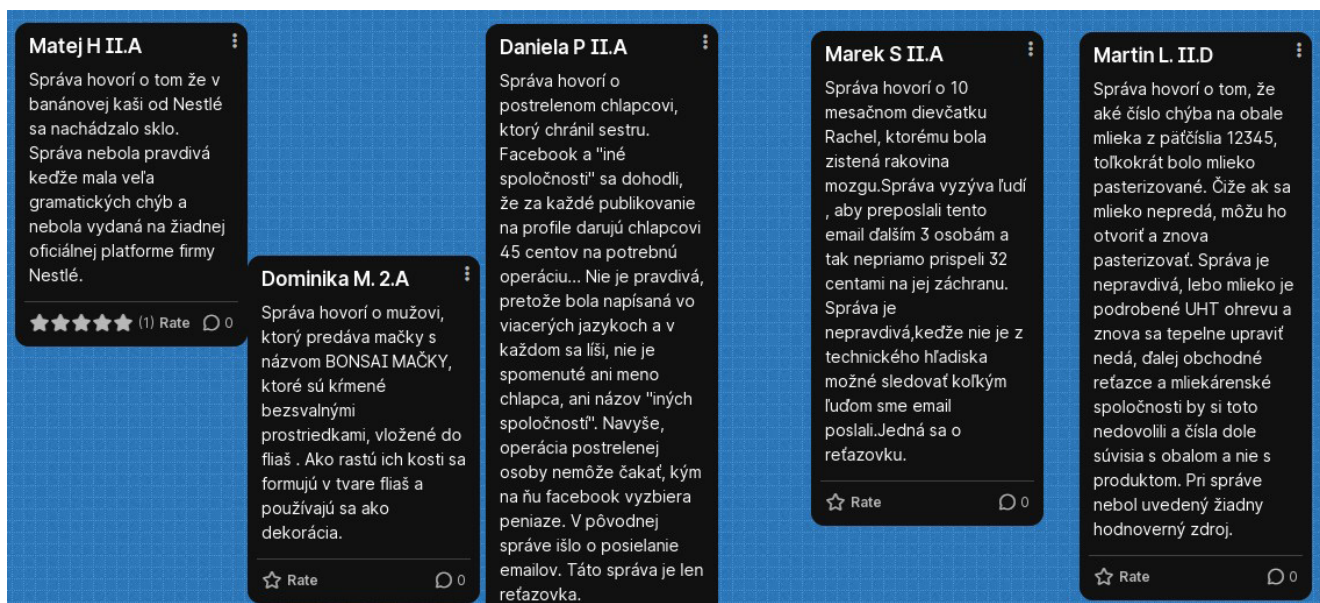 Matej H II.A
Správa hovorí o tom že v
banánovej kaši od Nestlé
sa nachádzalo sklo.
Správa nebola pravdivá
keďže mala veľa
gramatických chýb a
nebola vydaná na žiadnej
oficiálnej platforme firmy
Nestlé.
(1) Rate 0
Dominika M. 2.A
Správa hovorí o mužovi,
ktorý predáva mačky s
názvom BONSAI MAČKY,
ktoré sú kŕmené
bezsvalnými
prostriedkami, vložené do
fliaš . Ako rastú ich kosti sa
formujú v tvare fliaš a
používajú sa ako
dekorácia.
Rate 0
Daniela P II.A
Správa hovorí o
postrelenom chlapcovi,
ktorý chránil sestru.
Facebook a "iné
spoločnosti" sa dohodli,
že za každé publikovanie
na profile darujú chlapcovi
45 centov na potrebnú
operáciu... Nie je pravdivá,
pretože bola napísaná vo
viacerých jazykoch a v
každom sa líši, nie je
spomenuté ani meno
chlapca, ani názov "iných
spoločností". Navyše,
operácia postrelenej
osoby nemôže čakať, kým
na ňu facebook vyzbiera
peniaze. V pôvodnej
správe išlo o posielanie
emailov. Táto správa je len
reťazovka.
Marek S II.A
Správa hovorí o 10
mesačnom dievčatku
Rachel, ktorému bola
zistená rakovina
mozgu.Správa vyzýva ľudí
, aby preposlali tento
email ďalším 3 osobám a
tak nepriamo prispeli 32
centami na jej záchranu.
Správa je
nepravdivá,keďže nie je z
technického hľadiska
možné sledovať koľkým
ľuďom sme email
poslali.Jedná sa o
reťazovku.
Rate 0
Martin L. II.D
Správa hovorí o tom, že
aké číslo chýba na obale
mlieka z päťčíslia 12345,
toľkokrát bolo mlieko
pasterizované. Čiže ak sa
mlieko nepredá, môžu ho
otvoriť a znova
pasterizovať. Správa je
nepravdivá, lebo mlieko je
podrobené UHT ohrevu a
znova sa tepelne upraviť
nedá, ďalej obchodné
reťazce a mliekárenské
spoločnosti by si toto
nedovolili a čísla dole
súvisia s obalom a nie s
produktom. Pri správe
nebol uvedený žiadny
hodnoverný zdroj.
Rate 0